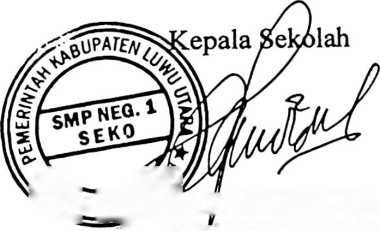 Kepala Sekolah
PEMERINTAH KABUPATEN LUWU UTARA
SMP NEG. 1
SEKO